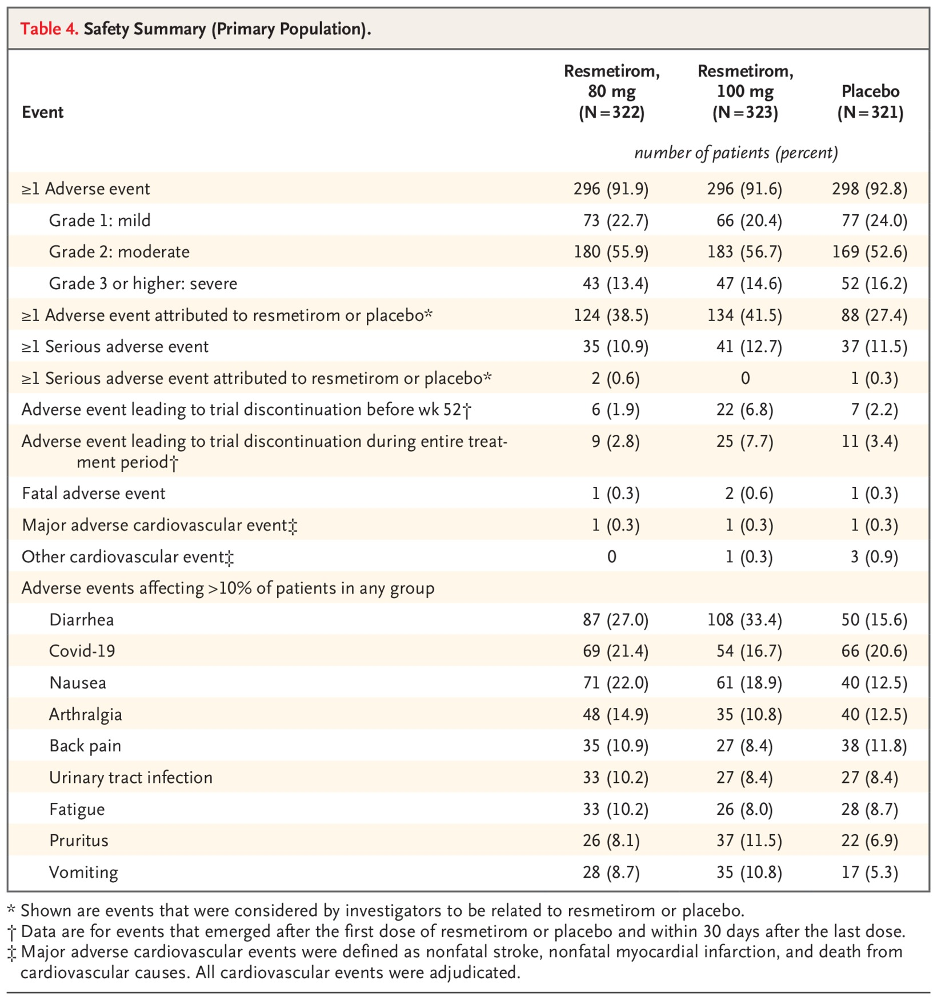 Table 4. Safety Summary (Primary Population).
Event Resmetirom, 80 mg (N=322) Resmetirom, 100 mg (N=323) Placebo (N=321)
number of patients (percent)
≥1 Adverse event 296 (91.9) 296 (91.6) 298 (92.8)
Grade 1: mild 73 (22.7) 66 (20.4) 77 (24.0)
Grade 2: moderate 180 (55.9) 183 (56.7) 169 (52.6)
Grade 3 or higher: severe 43 (13.4) 47 (14.6) 52 (16.2)
≥1 Adverse event attributed to resmetirom or placebo* 124 (38.5) 134 (41.5) 88 (27.4)
≥1 Serious adverse event 35 (10.9) 41 (12.7) 37 (11.5)
≥1 Serious adverse event attributed to resmetirom or placebo* 2 (0.6) 0 1 (0.3)
Adverse event leading to trial discontinuation before wk 52† 6 (1.9) 22 (6.8) 7 (2.2)
Adverse event leading to trial discontinuation during entire treat- 9 (2.8) 25 (7.7) 11 (3.4)
ment period†
Fatal adverse event 1 (0.3) 2 (0.6) 1 (0.3)
Major adverse cardiovascular event‡ 1 (0.3) 1 (0.3) 1 (0.3)
Other cardiovascular event‡ 0 1 (0.3) 3 (0.9)
Adverse events affecting >10% of patients in any group
Diarrhea 87 (27.0) 108 (33.4) 50 (15.6)
Covid-19 69 (21.4) 54 (16.7) 66 (20.6)
Nausea 71 (22.0) 61 (18.9) 40 (12.5)
Arthralgia 48 (14.9) 35 (10.8) 40 (12.5)
Back pain 35 (10.9) 27 (8.4) 38 (11.8)
Urinary tract infection 33 (10.2) 27 (8.4) 27 (8.4)
Fatigue 33 (10.2) 26 (8.0) 28 (8.7)
Pruritus 26 (8.1) 37 (11.5) 22 (6.9)
Vomiting 28 (8.7) 35 (10.8) 17 (5.3)
* Shown are events that were considered by investigators to be related to resmetirom or placebo.
† Data are for events that emerged after the first dose of resmetirom or placebo and within 30 days after the last dose.
‡ Major adverse cardiovascular events were defined as nonfatal stroke, nonfatal myocardial infarction, and death from
cardiovascular causes. All cardiovascular events were adjudicated.